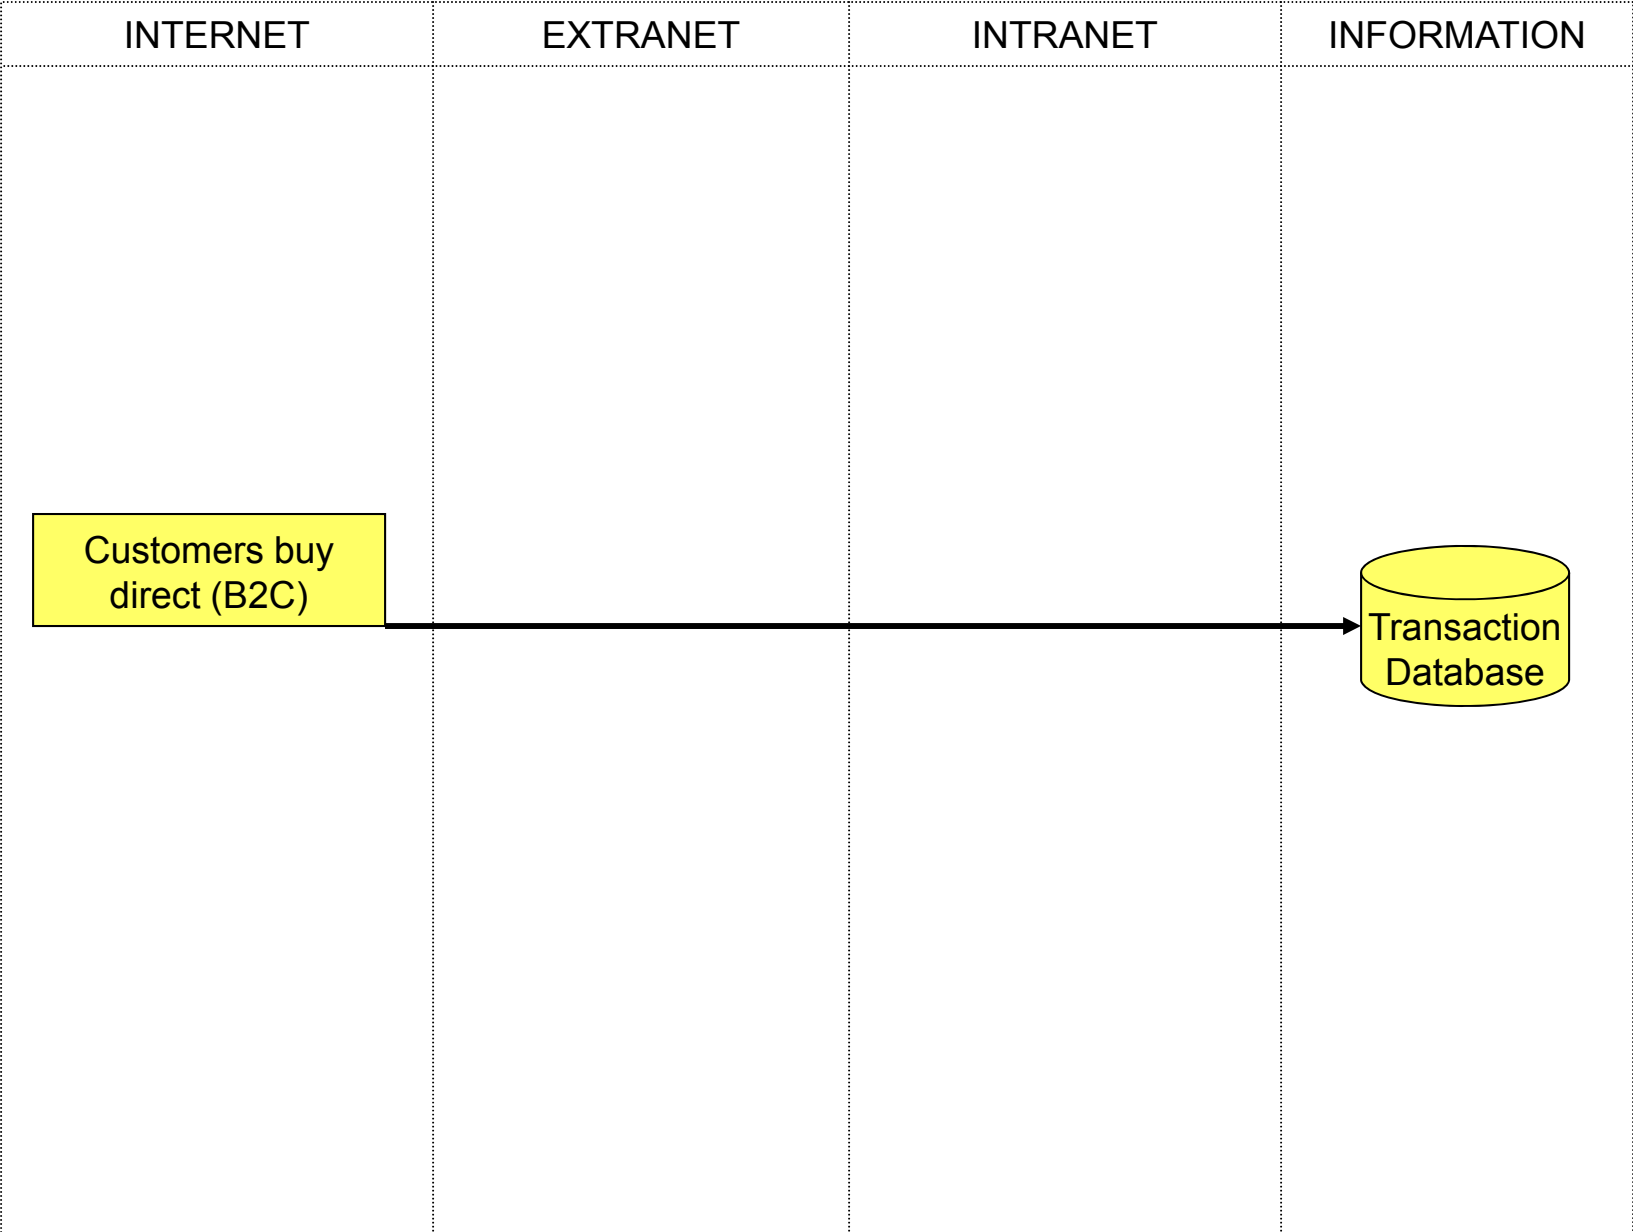 INTERNET
EXTRANET
INTRANET
INFORMATION
Customers buy
direct (B2C)
Transaction
Database